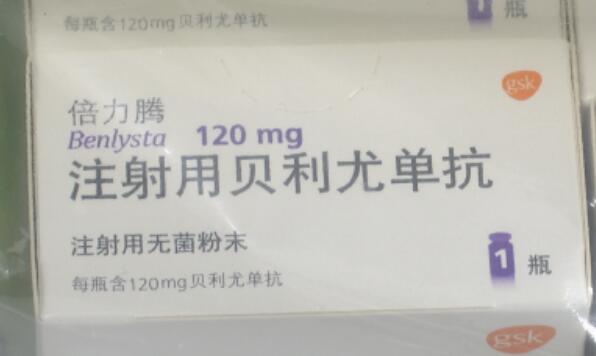 每瓶含120mg贝利尤单抗
1 瓶
gsk
倍力腾
Benlysta 120 mg
注射用贝利尤单抗
注射用无菌粉末
每瓶含120mg贝利尤单抗
1 瓶
gsk